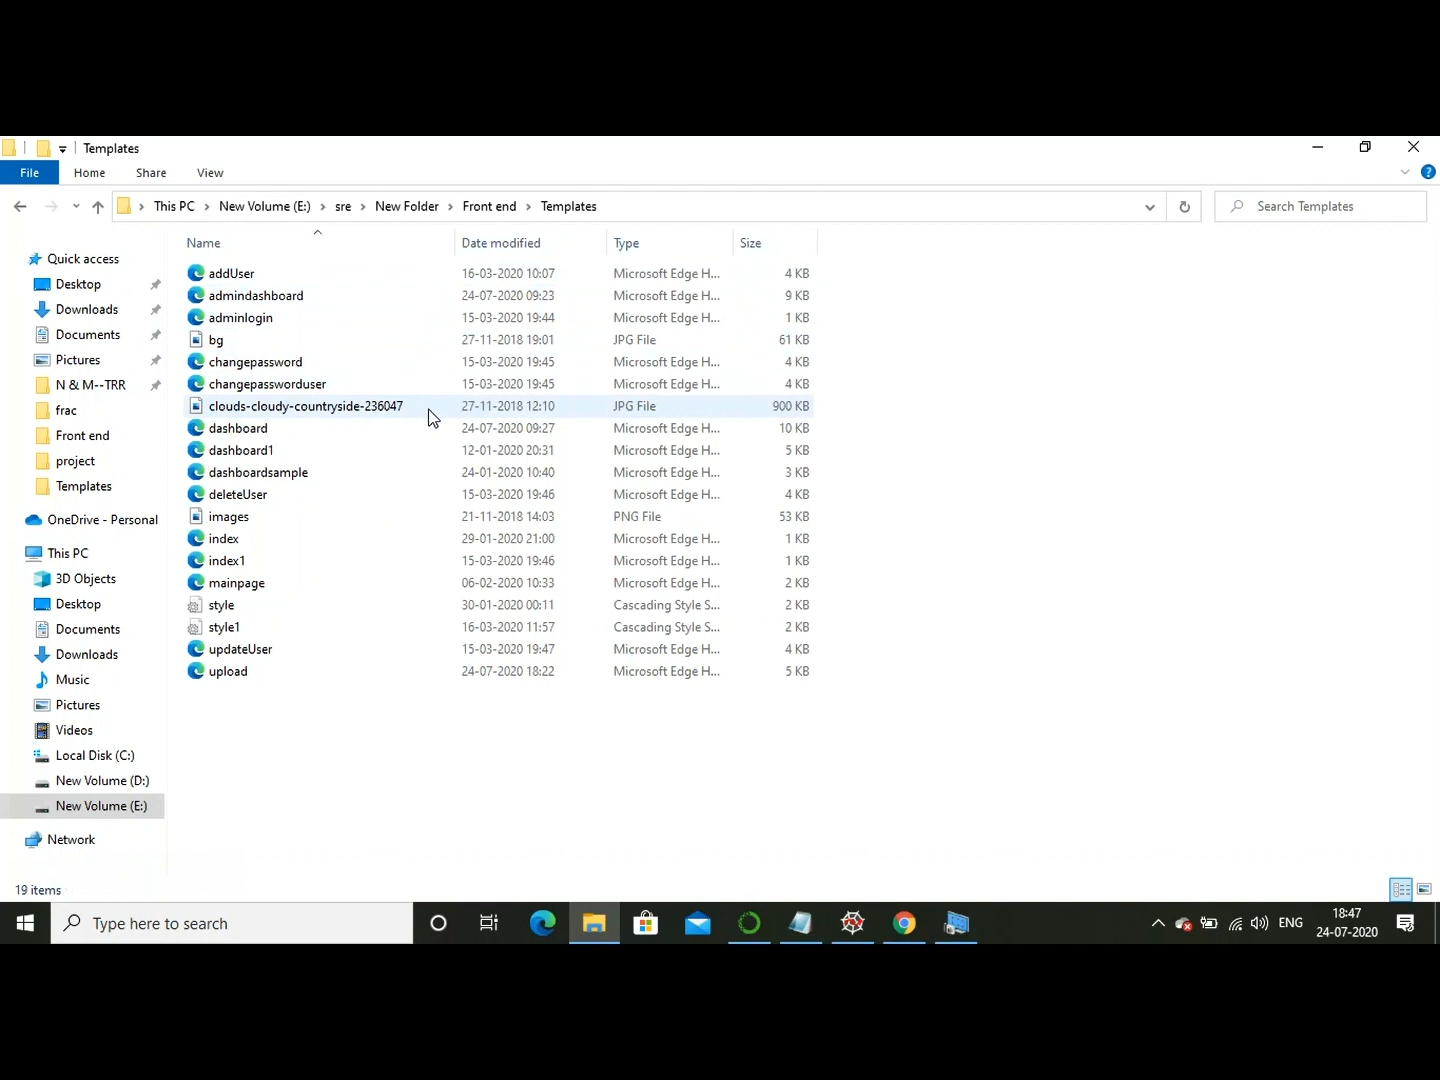 Templates
File Home Share View
This PC New Volume (E:) sre New Folder Front end Templates Search Templates
Name Date modified Type Size
Quick access
Desktop
Downloads
Documents
Pictures
N & M--TRR
frac
Front end
project
Templates
OneDrive - Personal
This PC
3D Objects
Desktop
Documents
Downloads
Music
Pictures
Videos
Local Disk (C:)
New Volume (D:)
New Volume (E:)
Network
addUser 16-03-2020 10:07 Microsoft Edge H... 4 KB
admindashboard 24-07-2020 09:23 Microsoft Edge H... 9 KB
adminlogin 15-03-2020 19:44 Microsoft Edge H... 1 KB
bg 27-11-2018 19:01 JPG File 61 KB
changepassword 15-03-2020 19:45 Microsoft Edge H... 4 KB
changepassworduser 15-03-2020 19:45 Microsoft Edge H... 4 KB
clouds-cloudy-countryside-236047 27-11-2018 12:10 JPG File 900 KB
dashboard 24-07-2020 09:27 Microsoft Edge H... 10 KB
dashboard1 12-01-2020 20:31 Microsoft Edge H... 5 KB
dashboardsample 24-01-2020 10:40 Microsoft Edge H... 3 KB
deleteUser 15-03-2020 19:46 Microsoft Edge H... 4 KB
images 21-11-2018 14:03 PNG File 53 KB
index 29-01-2020 21:00 Microsoft Edge H... 1 KB
index1 15-03-2020 19:46 Microsoft Edge H... 1 KB
mainpage 06-02-2020 10:33 Microsoft Edge H... 2 KB
style 30-01-2020 00:11 Cascading Style S... 2 KB
style1 16-03-2020 11:57 Cascading Style S... 2 KB
updateUser 15-03-2020 19:47 Microsoft Edge H... 4 KB
upload 24-07-2020 18:22 Microsoft Edge H... 5 KB
19 items
Type here to search ENG 18:47
24-07-2020